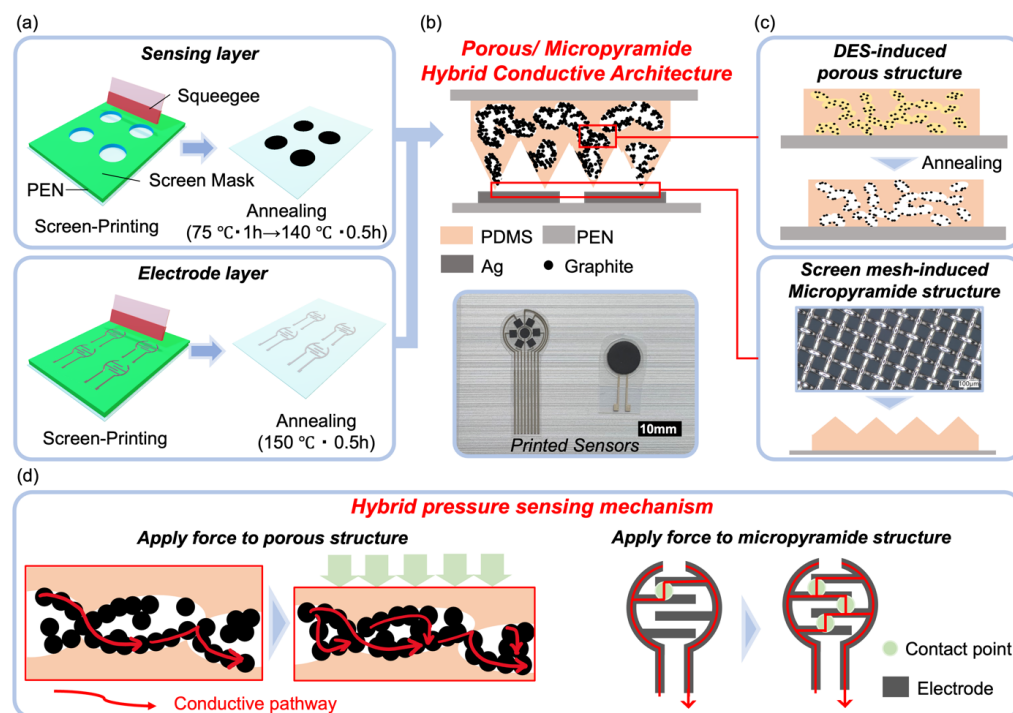 (a)
Sensing layer
Squeegee
PEN
Screen Mask
Screen-Printing
Annealing
(75 ℃・1h→140 ℃・0.5h)
Electrode layer
Screen-Printing
Annealing
(150 ℃・0.5h)
(b)
Porous/ Micropyramide
Hybrid Conductive Architecture
PDMS
PEN
Ag
Graphite
10mm
Printed Sensors
(c)
DES-induced
porous structure
Annealing
Screen mesh-induced
Micropyramide structure
100μm
(d)
Hybrid pressure sensing mechanism
Apply force to porous structure
Apply force to micropyramide structure
Conductive pathway
Contact point
Electrode